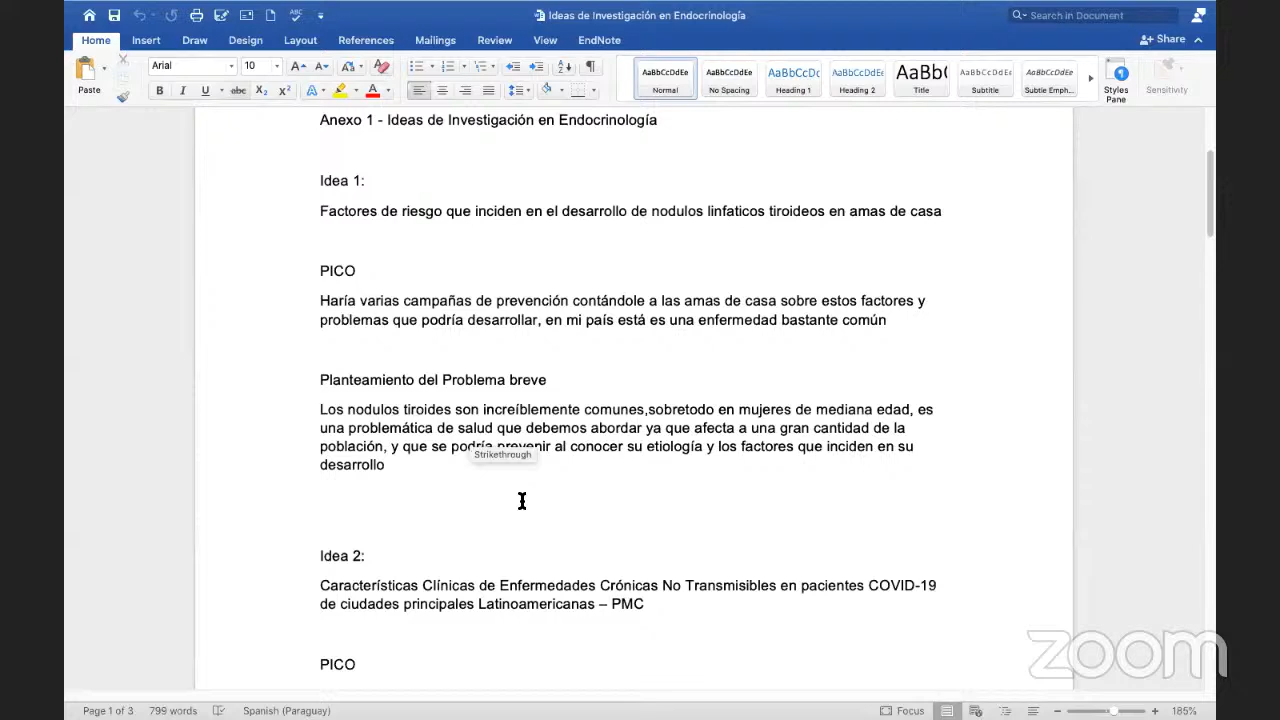 Ideas de Investigación en Endocrinología
Search in Document
Home Insert Draw Design Layout References Mailings Review View EndNote
Share
Paste
Arial
10
AaBbCcDdEe AaBbCcDdEe AaBbCcDc AaBbCcDdEe AaBbC AaBbCcDdEe AaBbCcDdEe
Normal No Spacing Heading 1 Heading 2 Title Subtitle Subtle Emph...
Styles Pane
Sensitivity
Anexo 1 - Ideas de Investigación en Endocrinología
Idea 1:
Factores de riesgo que inciden en el desarrollo de nodulos linfaticos tiroideos en amas de casa
PICO
Haría varias campañas de prevención contándole a las amas de casa sobre estos factores y
problemas que podría desarrollar, en mi país está es una enfermedad bastante común
Planteamiento del Problema breve
Los nodulos tiroides son increíblemente comunes,sobretodo en mujeres de mediana edad, es
una problemática de salud que debemos abordar ya que afecta a una gran cantidad de la
población, y que se podría prevenir al conocer su etiología y los factores que inciden en su
Strikethrough
desarrollo
Idea 2:
Características Clínicas de Enfermedades Crónicas No Transmisibles en pacientes COVID-19
de ciudades principales Latinoamericanas – PMC
PICO
zoom
Page 1 of 3 799 words Spanish (Paraguay) Focus 185%